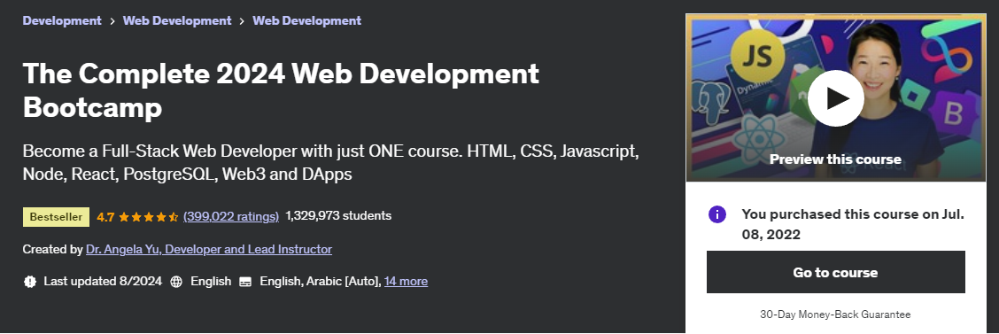 Development > Web Development > Web Development
The Complete 2024 Web Development
Bootcamp
Become a Full-Stack Web Developer with just ONE course. HTML, CSS, Javascript,
Node, React, PostgreSQL, Web3 and DApps
Bestseller 4.7 (399,022 ratings) 1,329,973 students
Created by Dr. Angela Yu, Developer and Lead Instructor
Last updated 8/2024 English English, Arabic [Auto], 14 more
JS
B
Preview this course
You purchased this course on Jul.
08, 2022
Go to course
30-Day Money-Back Guarantee